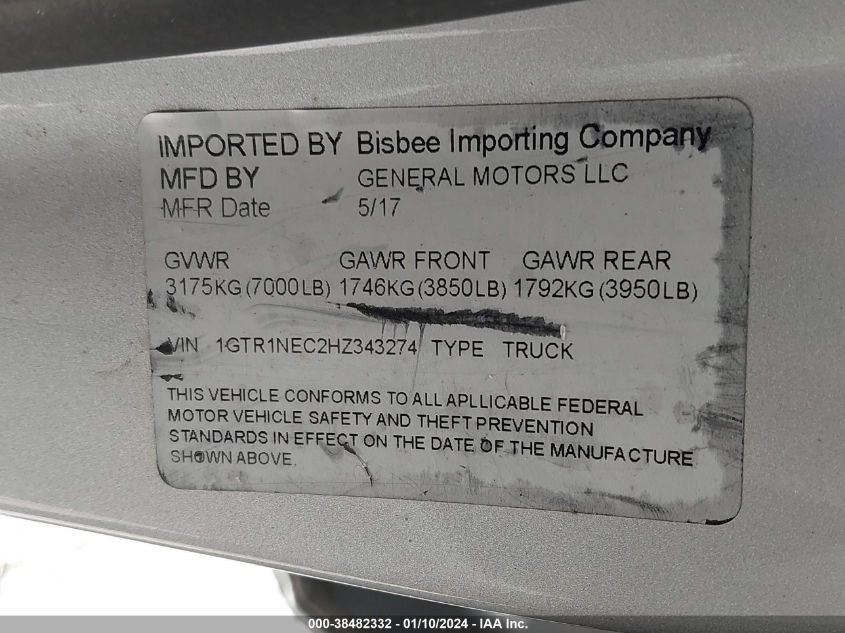 IMPORTED BY Bisbee Importing Company
MFD BY GENERAL MOTORS LLC
MFR Date 5/17
GVWR GAWR FRONT GAWR REAR
3175KG (7000LB) 1746KG (3850LB) 1792KG (3950LB)
VIN 1GTR1NEC2HZ343274 TYPE TRUCK
THIS VEHICLE CONFORMS TO ALL APLLICABLE FEDERAL
MOTOR VEHICLE SAFETY AND THEFT PREVENTION
STANDARDS IN EFFECT ON THE DATE OF THE MANUFACTURE
SHOWN ABOVE.
000-38482332 - 01/10/2024 - IAA Inc.